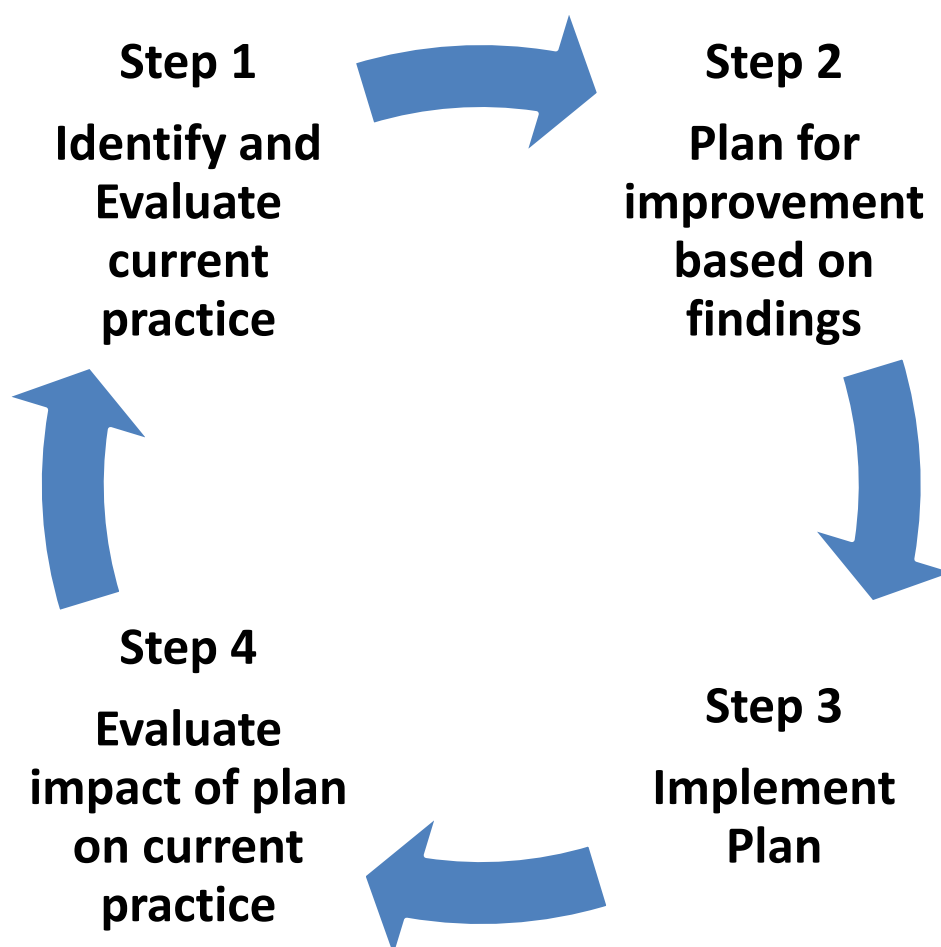 Step 1
Identify and
Evaluate
current
practice
Step 2
Plan for
improvement
based on
findings
Step 3
Implement
Plan
Step 4
Evaluate
impact of plan
on current
practice